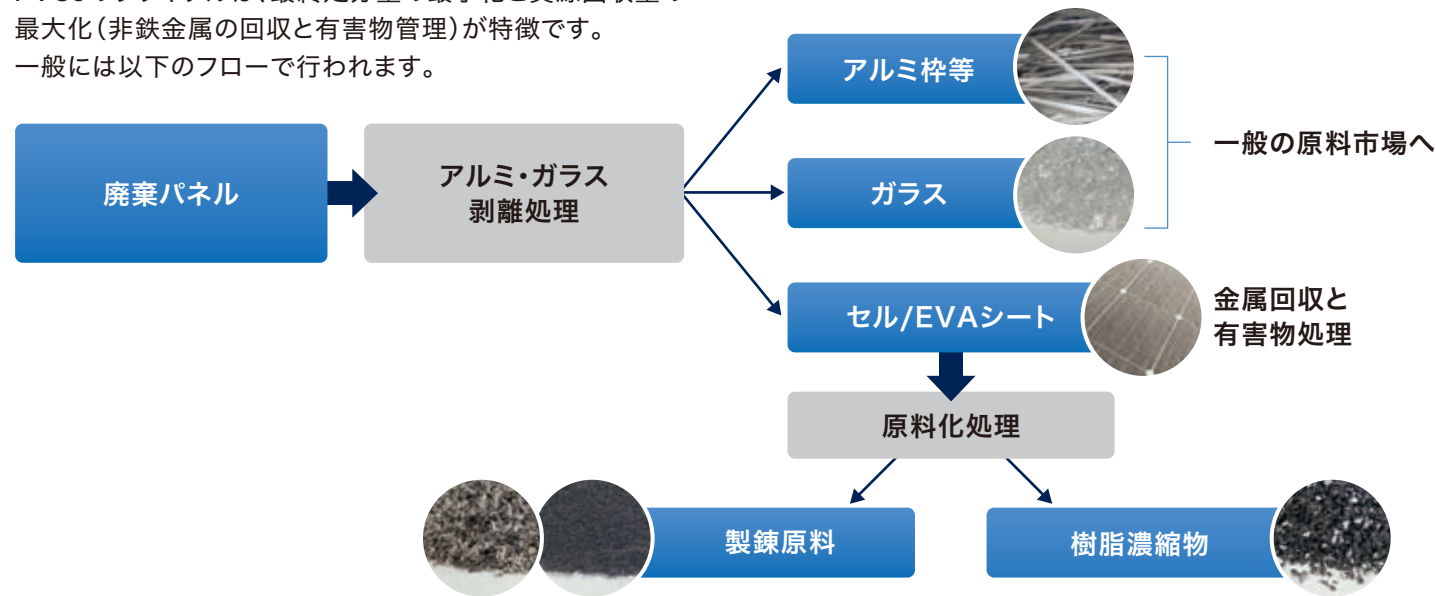 最大化(非鉄金属の回収と有害物管理)が特徴です。
一般には以下のフローで行われます。
廃棄パネル
アルミ・ガラス
剥離処理
アルミ枠等
ガラス
一般の原料市場へ
セル/EVAシート
金属回収と
有害物処理
原料化処理
製錬原料
樹脂濃縮物